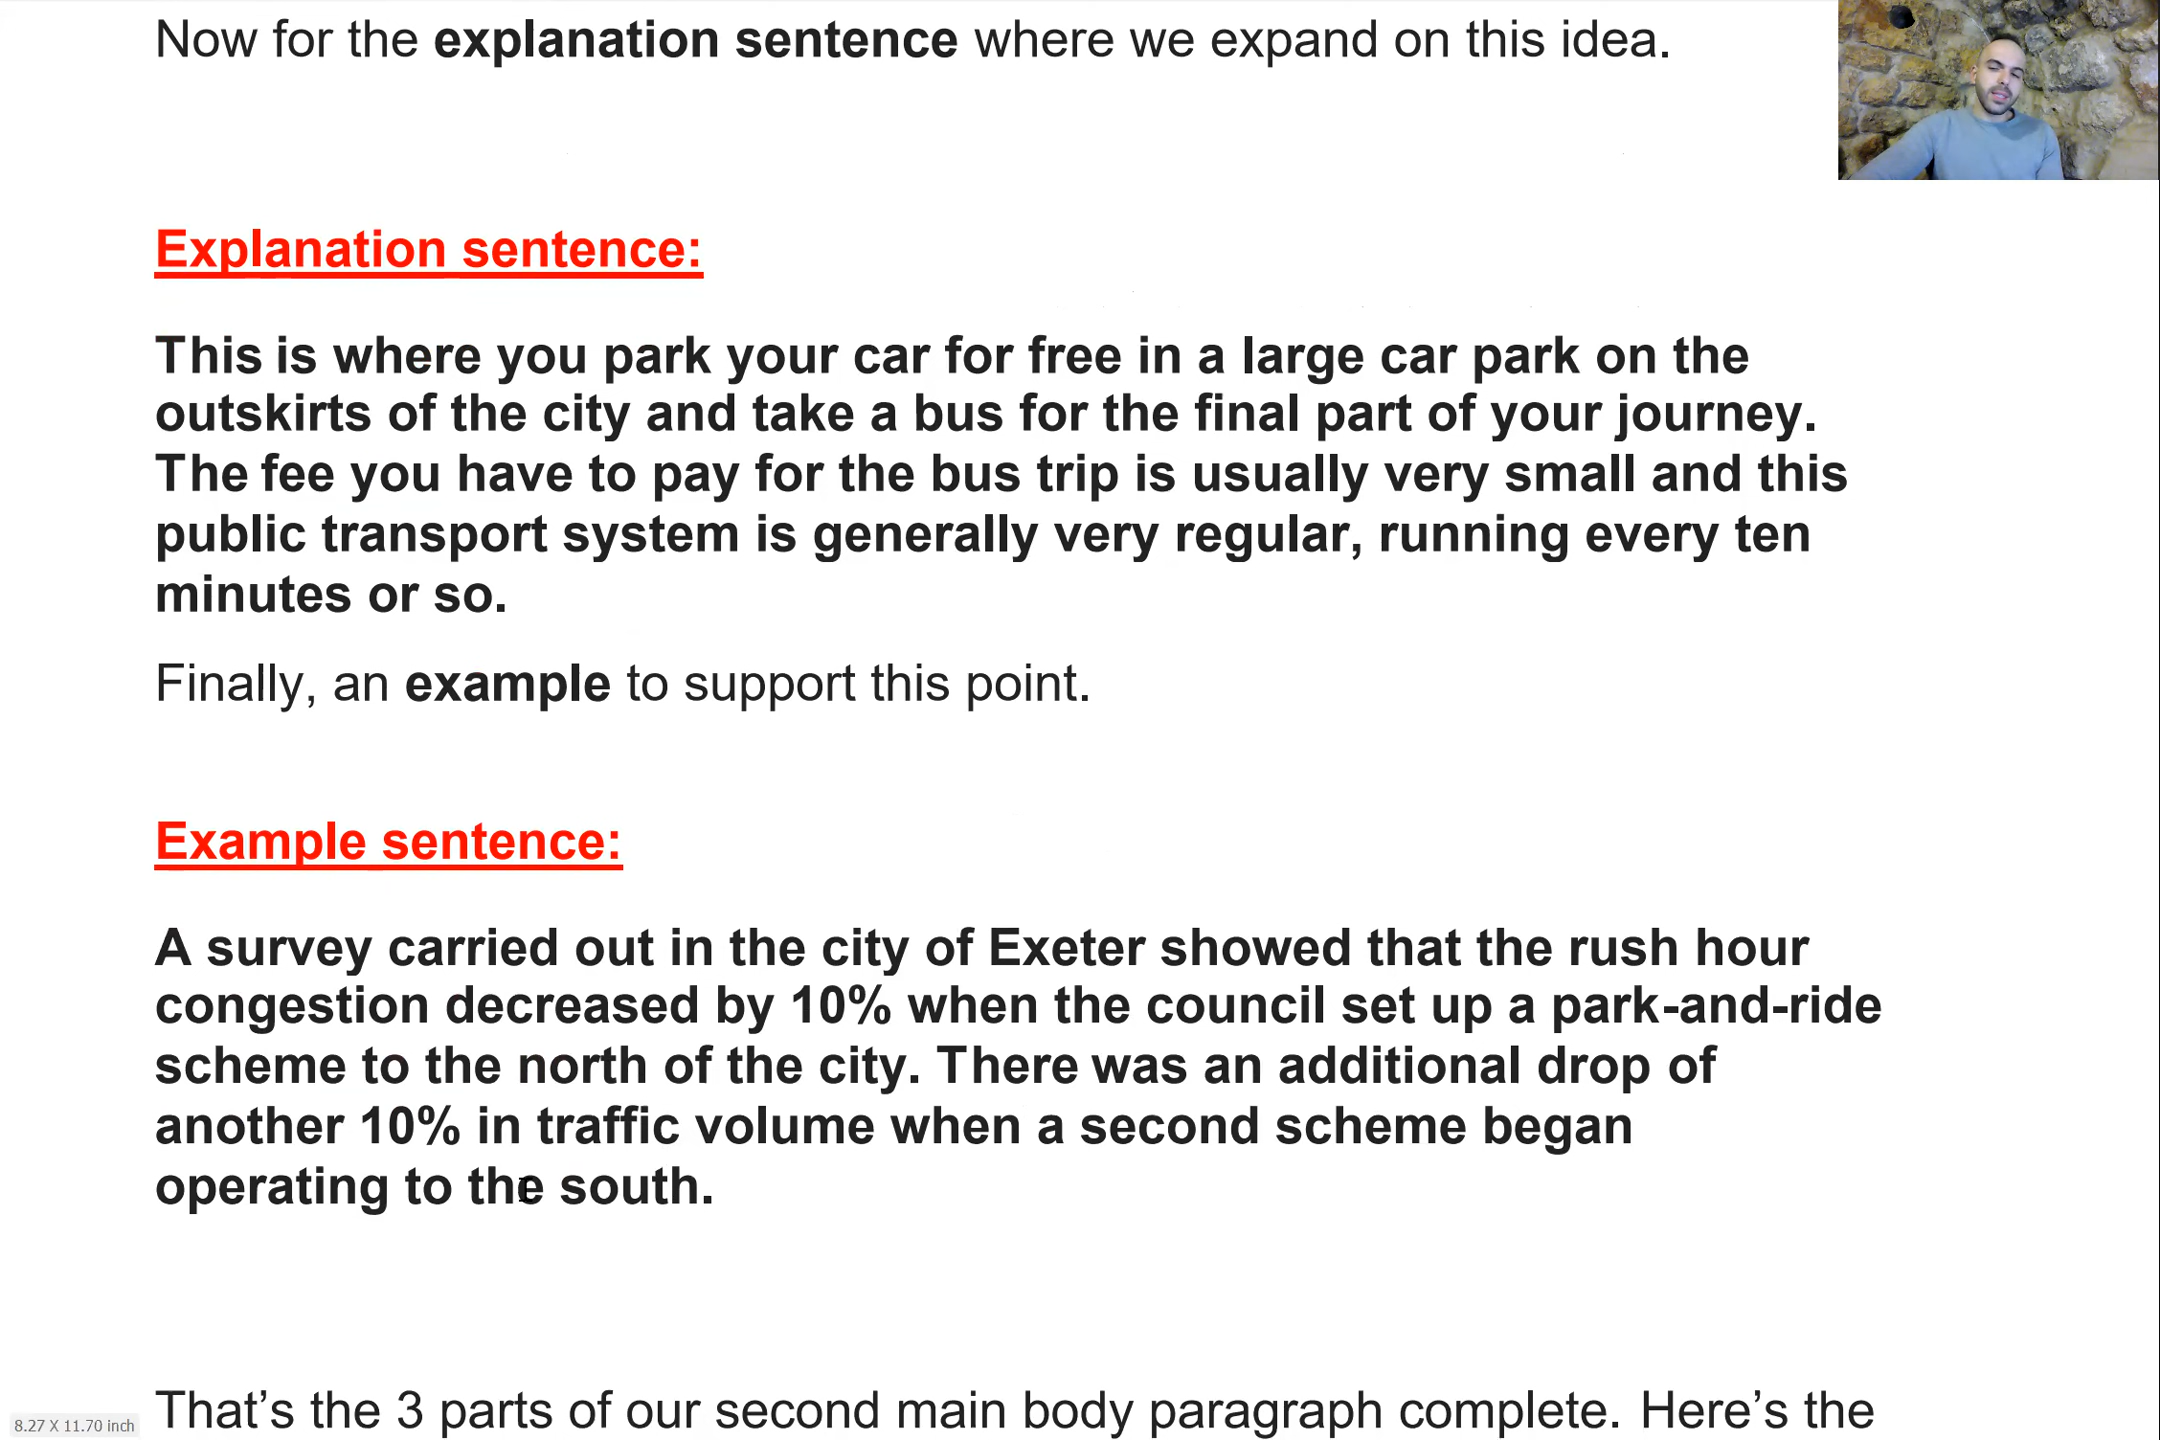 Now for the explanation sentence where we expand on this idea.
Explanation sentence:
This is where you park your car for free in a large car park on the
outskirts of the city and take a bus for the final part of your journey.
The fee you have to pay for the bus trip is usually very small and this
public transport system is generally very regular, running every ten
minutes or so.
Finally, an example to support this point.
Example sentence:
A survey carried out in the city of Exeter showed that the rush hour
congestion decreased by 10% when the council set up a park-and-ride
scheme to the north of the city. There was an additional drop of
another 10% in traffic volume when a second scheme began
operating to the south.
That’s the 3 parts of our second main body paragraph complete. Here’s the
8.27 X 11.70 inch